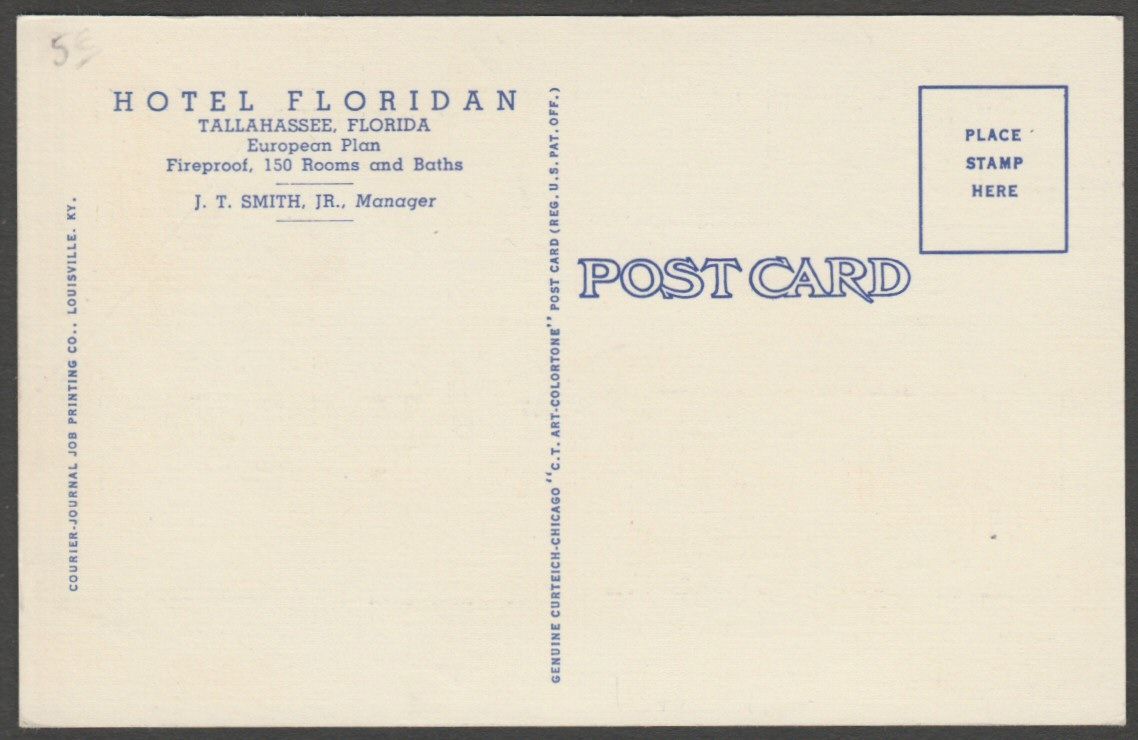 5¢
HOTEL FLORIDAN
TALLAHASSEE, FLORIDA
European Plan
Fireproof, 150 Rooms and Baths
J. T. SMITH, JR., Manager
COURIER-JOURNAL JOB PRINTING CO., LOUISVILLE. KY.
GENUINE CURTEICH-CHICAGO "C.T. ART-COLORTONE" POST CARD (REG. U.S. PAT. OFF.)
PLACE
STAMP
HERE
POST CARD